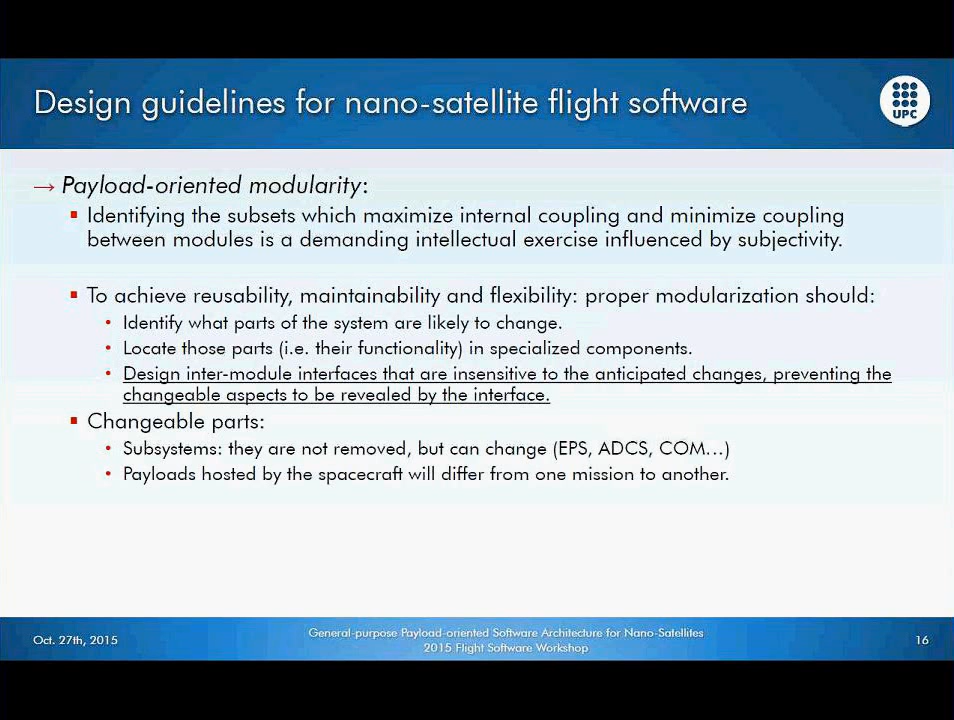 Design guidelines for nano-satellite flight software
UPC
→ Payload-oriented modularity:
▪ Identifying the subsets which maximize internal coupling and minimize coupling
between modules is a demanding intellectual exercise influenced by subjectivity.
▪ To achieve reusability, maintainability and flexibility: proper modularization should:
• Identify what parts of the system are likely to change.
• Locate those parts (i.e. their functionality) in specialized components.
• Design inter-module interfaces that are insensitive to the anticipated changes, preventing the
changeable aspects to be revealed by the interface.
▪ Changeable parts:
• Subsystems: they are not removed, but can change (EPS, ADCS, COM...)
• Payloads hosted by the spacecraft will differ from one mission to another.
Oct. 27th, 2015
General-purpose Payload-oriented Software Architecture for Nano-Satellites
2015 Flight Software Workshop
16